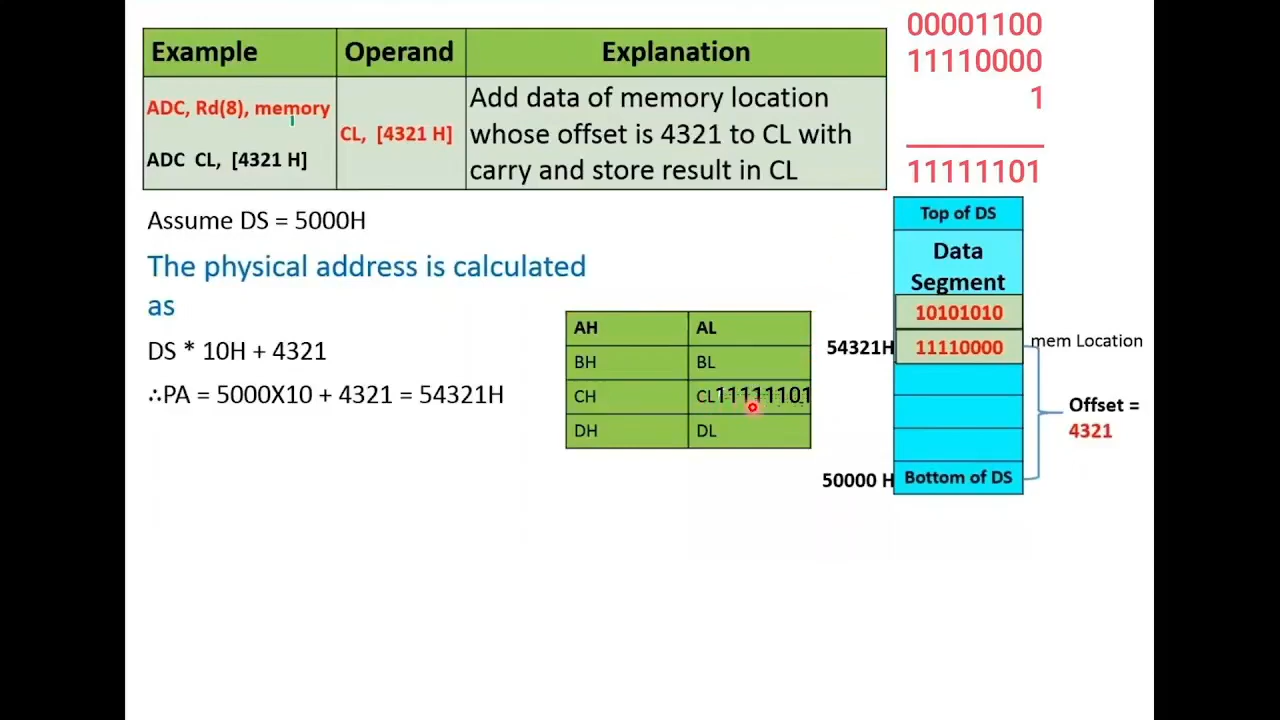 Example
Operand
Explanation
ADC, Rd(8), memory
ADC CL, [4321 H]
CL, [4321 H]
Add data of memory location
whose offset is 4321 to CL with
carry and store result in CL
00001100
11110000
1
11111101
Assume DS = 5000H
The physical address is calculated
as
DS * 10H + 4321
∴PA = 5000X10 + 4321 = 54321H
AH
AL
BH
BL
CH
CL 11111101
DH
DL
Top of DS
Data
Segment
10101010
54321H
11110000
mem Location
Offset =
4321
50000 H
Bottom of DS